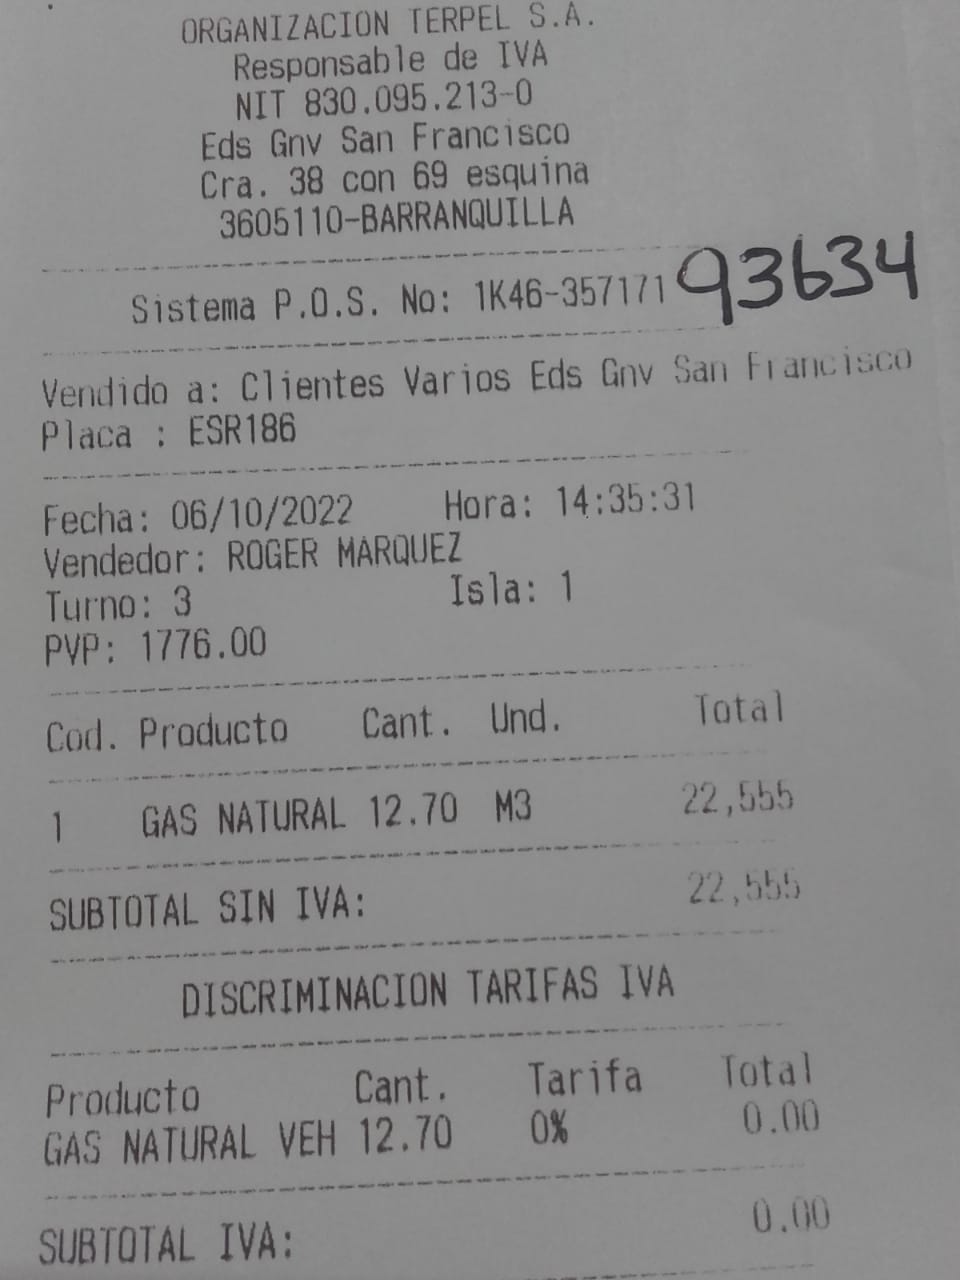 ORGANIZACION TERPEL S.A.
Responsable de IVA
NIT 830.095.213-0
Eds Gnv San Francisco
Cra. 38 con 69 esquina
3605110-BARRANQUILLA
Sistema P.O.S. No: 1K46-357171 93634
Vendido a: Clientes Varios Eds Gnv San Francisco
Placa : ESR186
Fecha: 06/10/2022 Hora: 14:35:31
Vendedor: ROGER MARQUEZ
Turno: 3 Isla: 1
PVP: 1776.00
Cod. Producto Cant. Und. Total
1 GAS NATURAL 12.70 M3 22,555
SUBTOTAL SIN IVA: 22,555
DISCRIMINACION TARIFAS IVA
Producto Cant. Tarifa Total
GAS NATURAL VEH 12.70 0% 0.00
SUBTOTAL IVA: 0.00